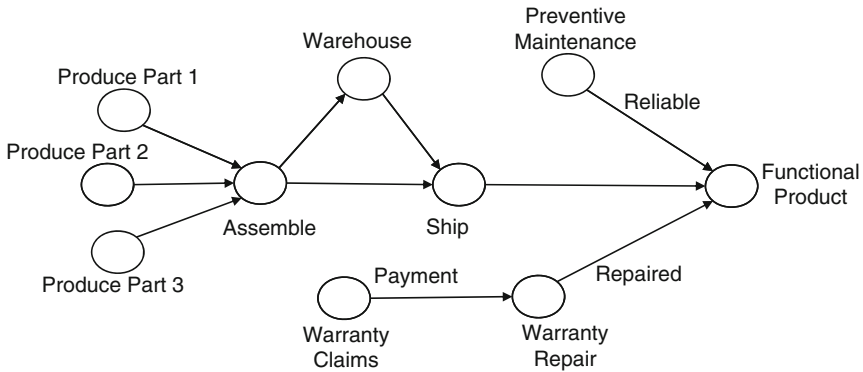 Preventive
Maintenance
Warehouse
Produce Part 1
Reliable
Produce Part 2
Functional
Product
Assemble
Ship
Produce Part 3
Payment
Repaired
Warranty
Claims
Warranty
Repair